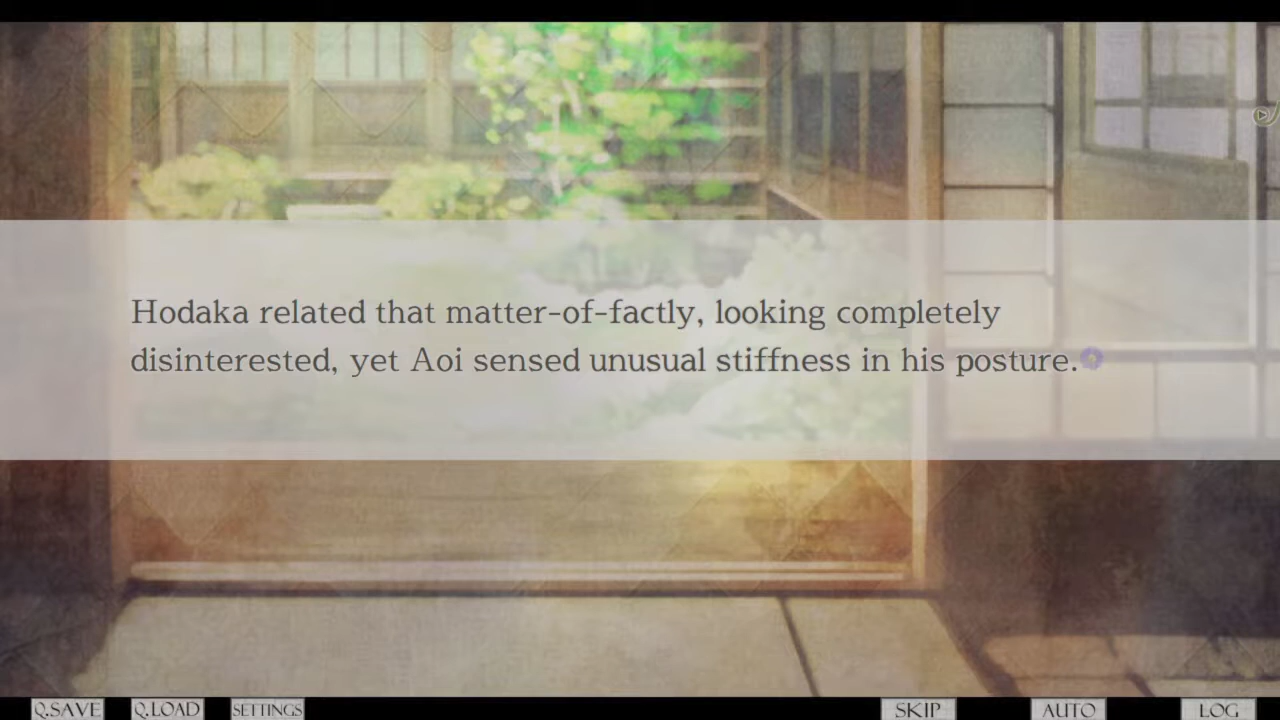 Hodaka related that matter-of-factly, looking completely
disinterested, yet Aoi sensed unusual stiffness in his posture.
Q.SAVE Q.LOAD SETTINGS SKIP AUTO LOG